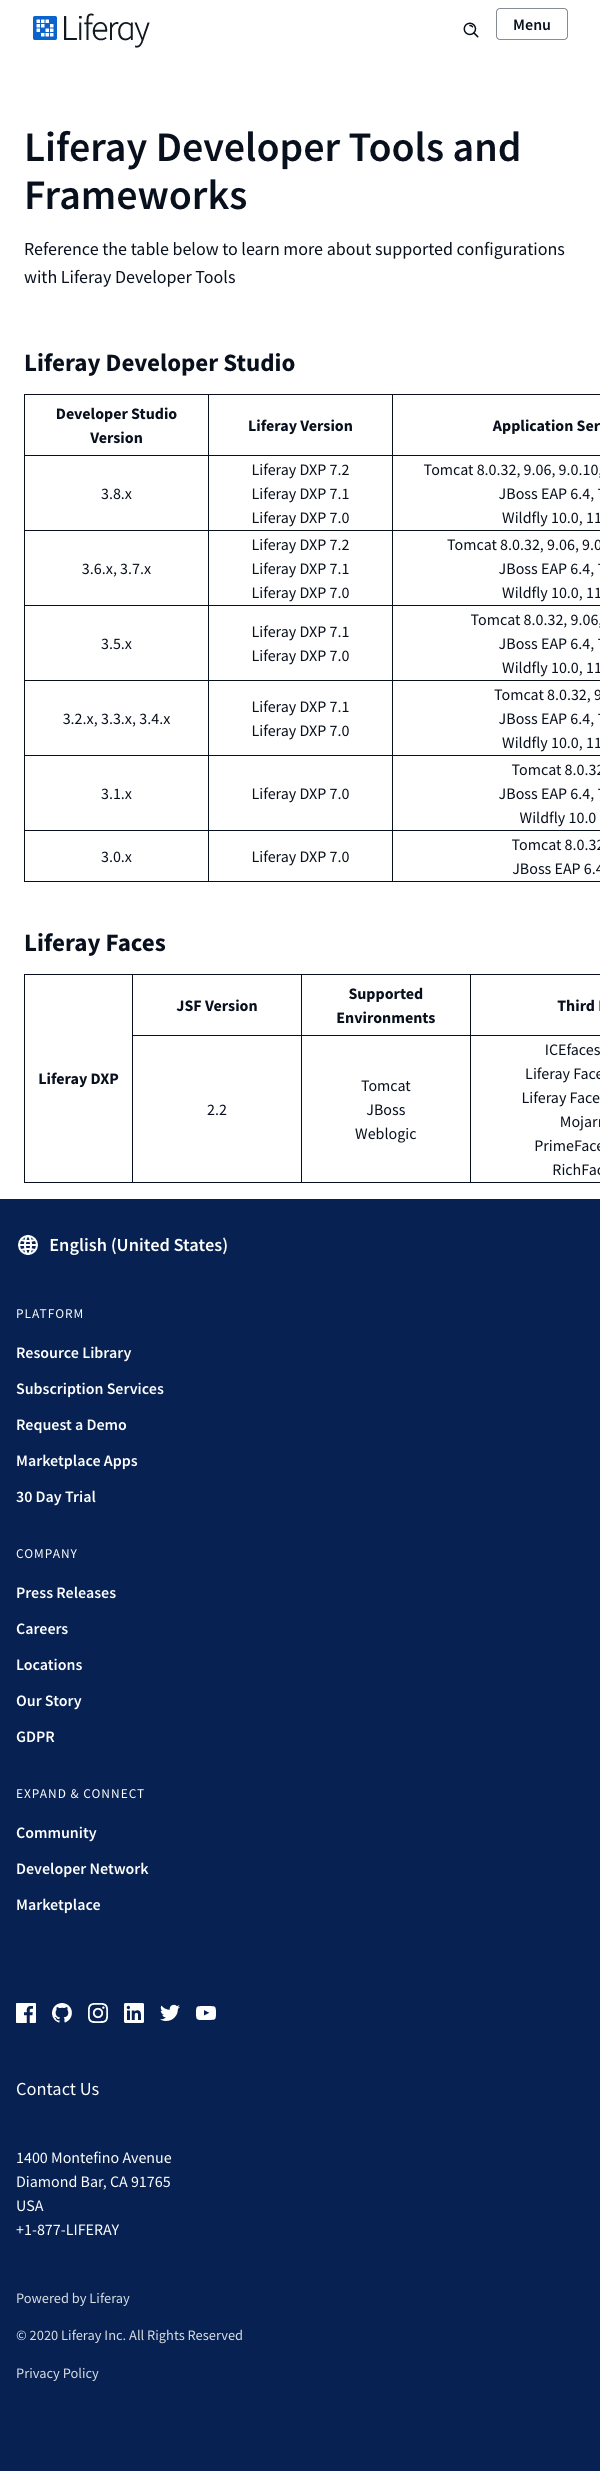 Liferay
Menu
Liferay Developer Tools and
Frameworks
Reference the table below to learn more about supported configurations
with Liferay Developer Tools
Liferay Developer Studio
Developer Studio
Version
Liferay Version
Application Ser
3.8.x
Liferay DXP 7.2
Liferay DXP 7.1
Liferay DXP 7.0
Tomcat 8.0.32, 9.06, 9.0.10,
JBoss EAP 6.4,
Wildfly 10.0, 11
3.6.x, 3.7.x
Liferay DXP 7.2
Liferay DXP 7.1
Liferay DXP 7.0
Tomcat 8.0.32, 9.06, 9.0
JBoss EAP 6.4,
Wildfly 10.0, 11
3.5.x
Liferay DXP 7.1
Liferay DXP 7.0
Tomcat 8.0.32, 9.06,
JBoss EAP 6.4,
Wildfly 10.0, 11
3.2.x, 3.3.x, 3.4.x
Liferay DXP 7.1
Liferay DXP 7.0
Tomcat 8.0.32, 9
JBoss EAP 6.4,
Wildfly 10.0, 11
3.1.x
Liferay DXP 7.0
Tomcat 8.0.32
JBoss EAP 6.4,
Wildfly 10.0
3.0.x
Liferay DXP 7.0
Tomcat 8.0.32
JBoss EAP 6.4
Liferay Faces
Liferay DXP
JSF Version
Supported
Environments
Third
2.2
Tomcat
JBoss
Weblogic
ICEfaces
Liferay Face
Liferay Face
Mojar
PrimeFace
RichFac
English (United States)
PLATFORM
Resource Library
Subscription Services
Request a Demo
Marketplace Apps
30 Day Trial
COMPANY
Press Releases
Careers
Locations
Our Story
GDPR
EXPAND & CONNECT
Community
Developer Network
Marketplace
Contact Us
1400 Montefino Avenue
Diamond Bar, CA 91765
USA
+1-877-LIFERAY
Powered by Liferay
© 2020 Liferay Inc. All Rights Reserved
Privacy Policy